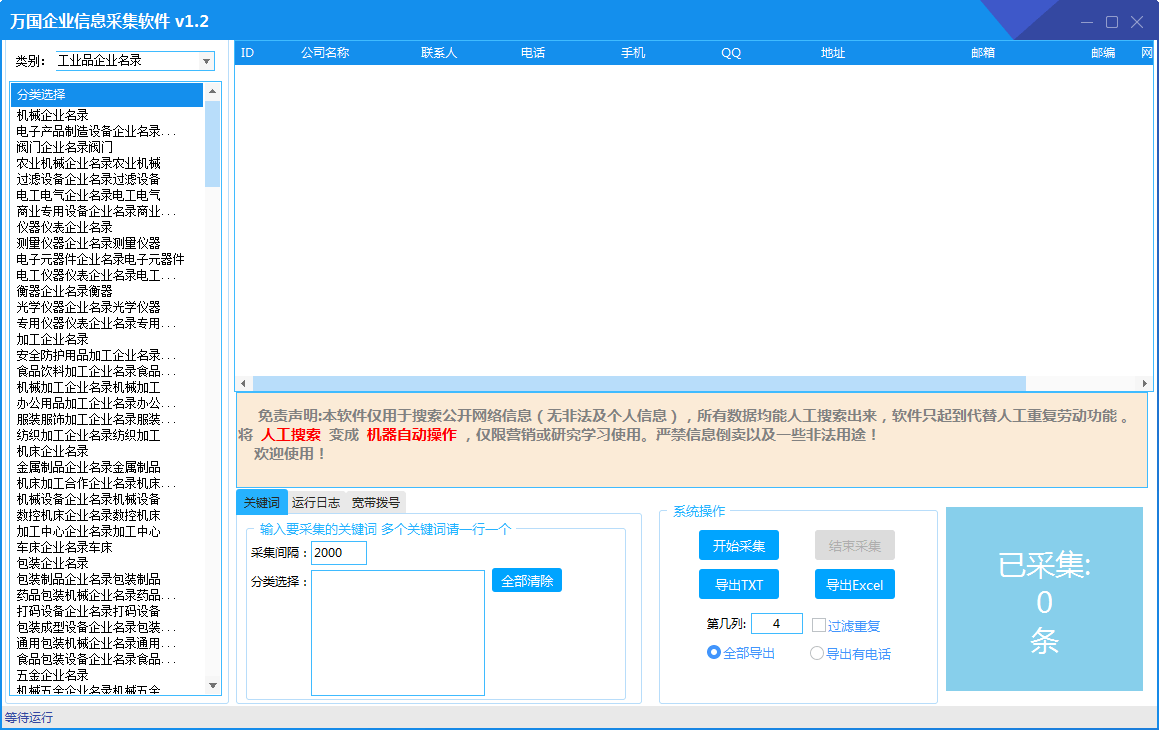 万国企业信息采集软件 v1.2
类别：
工业品企业名录
分类选择
机械企业名录
电子产品制造设备企业名录...
阀门企业名录阀门
农业机械企业名录农业机械
过滤设备企业名录过滤设备
电工电气企业名录电工电气
商业专用设备企业名录商业...
仪器仪表企业名录
测量仪器企业名录测量仪器
电子元器件企业名录电子元器件
电工仪器仪表企业名录电工...
衡器企业名录衡器
光学仪器企业名录光学仪器
专用仪器仪表企业名录专用...
加工企业名录
安全防护用品加工企业名录...
食品饮料加工企业名录食品...
机械加工企业名录机械加工
办公用品加工企业名录办公...
服装服饰加工企业名录服装...
纺织加工企业名录纺织加工
机床企业名录
金属制品企业名录金属制品
机床加工合作企业名录机床...
机械设备企业名录机械设备
数控机床企业名录数控机床
加工中心企业名录加工中心
车床企业名录车床
包装企业名录
包装制品企业名录包装制品
药品包装机械企业名录药品...
打码设备企业名录打码设备
包装成型设备企业名录包装...
通用包装机械企业名录通用...
食品包装设备企业名录食品...
五金企业名录
机械五金企业名录机械五金
ID 公司名称 联系人 电话 手机 QQ 地址 邮箱 邮编 网
免责声明:本软件仅用于搜索公开网络信息（无非法及个人信息），所有数据均能人工搜索出来，软件只起到代替人工重复劳动功能 。
将 人工搜索 变成 机器自动操作 ，仅限营销或研究学习使用。严禁信息倒卖以及一些非法用途！
欢迎使用！
关键词 运行日志 宽带拨号
输入要采集的关键词 多个关键词请一行一个
采集间隔： 2000
分类选择：
全部清除
系统操作
开始采集 结束采集
导出TXT 导出Excel
第几列: 4 过滤重复
全部导出 导出有电话
已采集:
0
条
等待运行